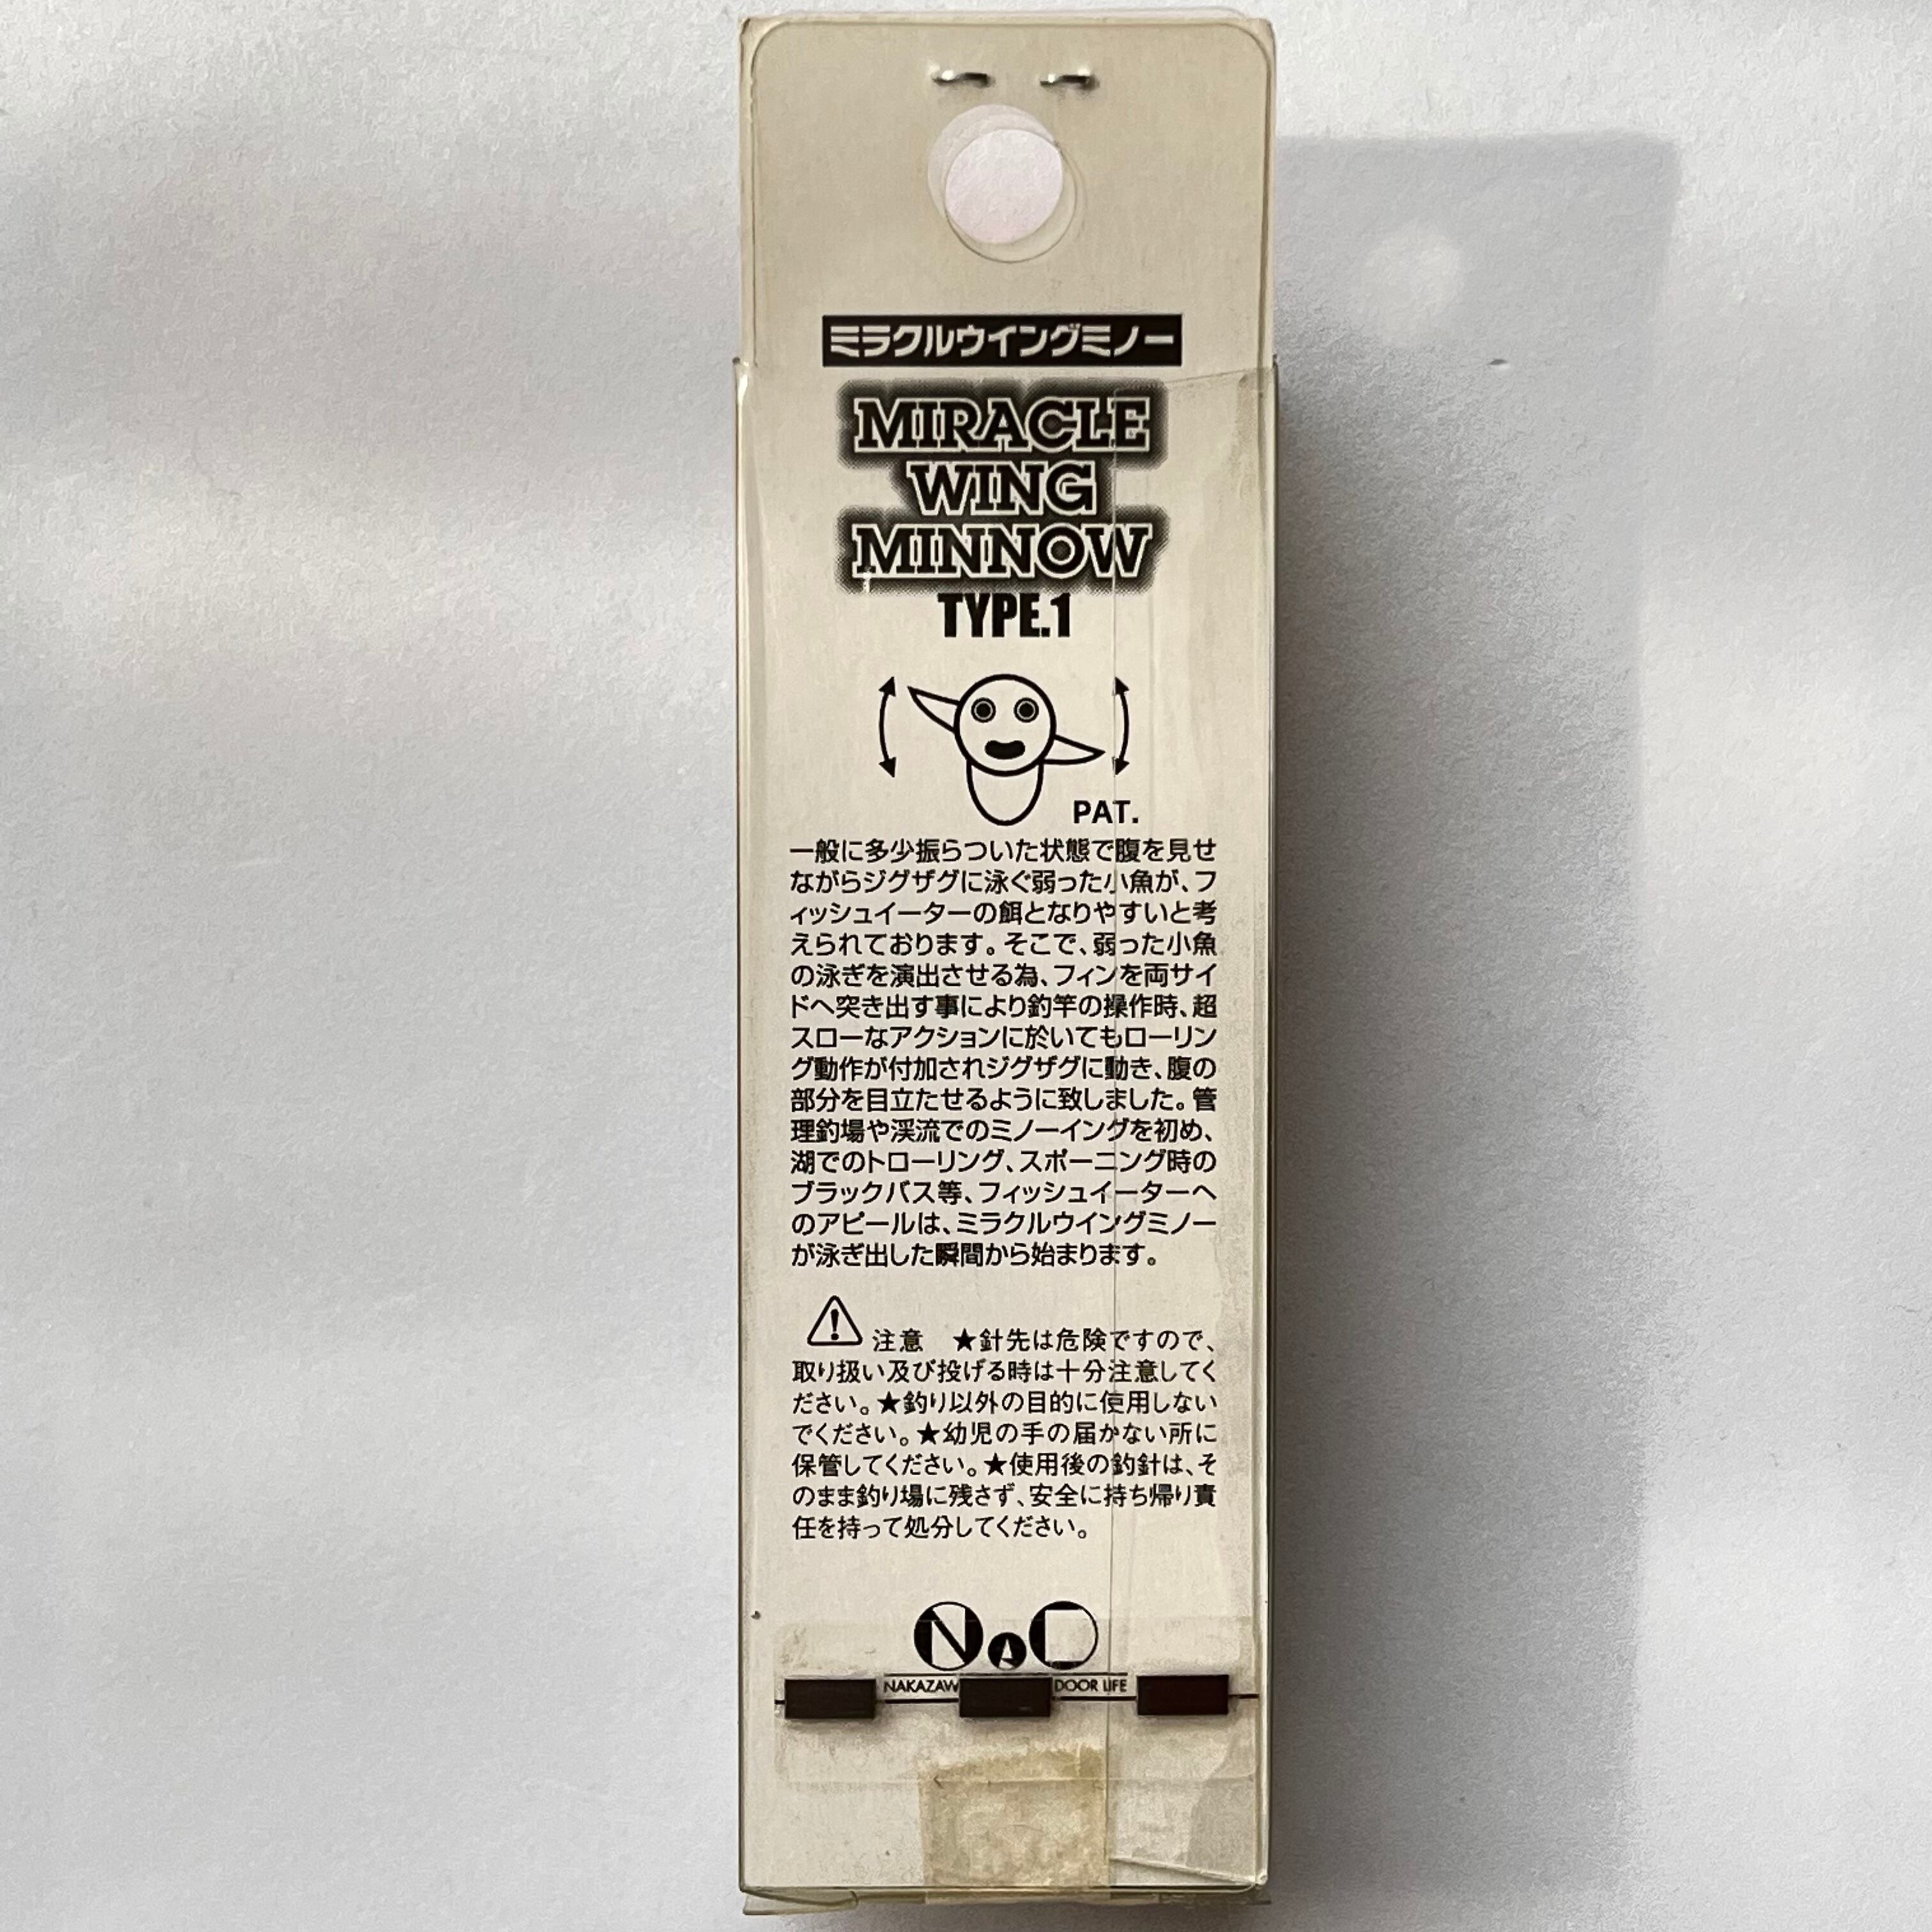 ミラクルウイングミノー
MIRACLE
WING
MINNOW
TYPE.1
PAT.
一般に多少振らついた状態で腹を見せ
ながらジグザグに泳ぐ弱った小魚が、フ
ィッシュイーターの餌となりやすいと考
えられております。そこで、弱った小魚
の泳ぎを演出させる為、フィンを両サイ
ドへ突き出す事により釣竿の操作時、超
スローなアクションに於いてもローリン
グ動作が付加されジグザグに動き、腹の
部分を目立たせるように致しました。管
理釣場や渓流でのミノーイングを初め、
湖でのトローリング、スポーニング時の
ブラックバス等、フィッシュイーターへ
のアピールは、ミラクルウイングミノー
が泳ぎ出した瞬間から始まります。
注意 ★針先は危険ですので、
取り扱い及び投げる時は十分注意してく
ださい。★釣り以外の目的に使用しない
でください。★幼児の手の届かない所に
保管してください。★使用後の釣針は、そ
のまま釣り場に残さず、安全に持ち帰り責
任を持って処分してください。
NAKAZAW DOOR LIFE